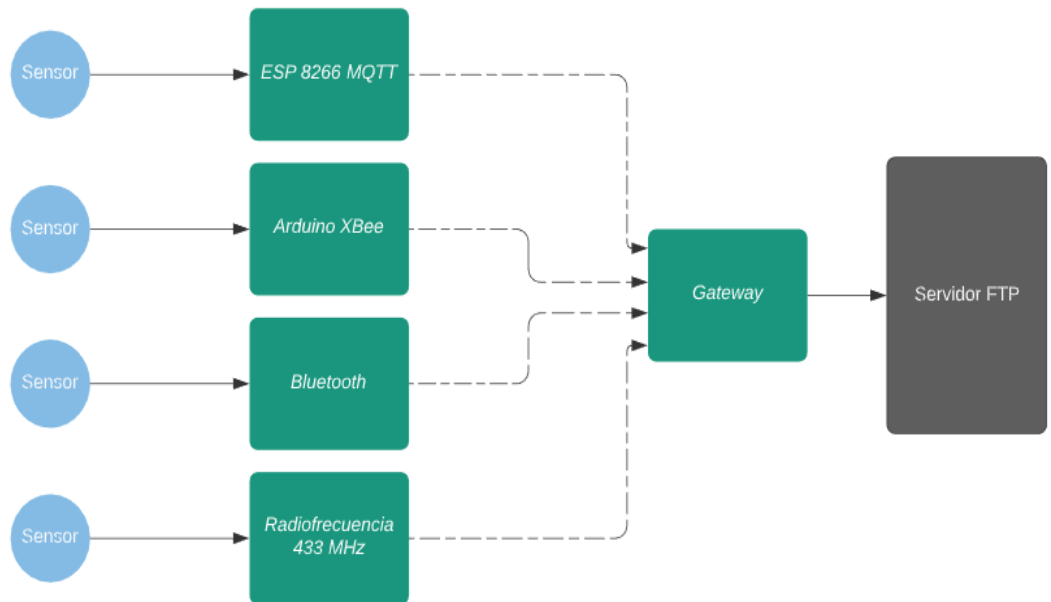 Sensor
ESP 8266 MQTT
Sensor
Arduino XBee
Gateway
Servidor FTP
Sensor
Bluetooth
Sensor
Radiofrecuencia
433 MHz